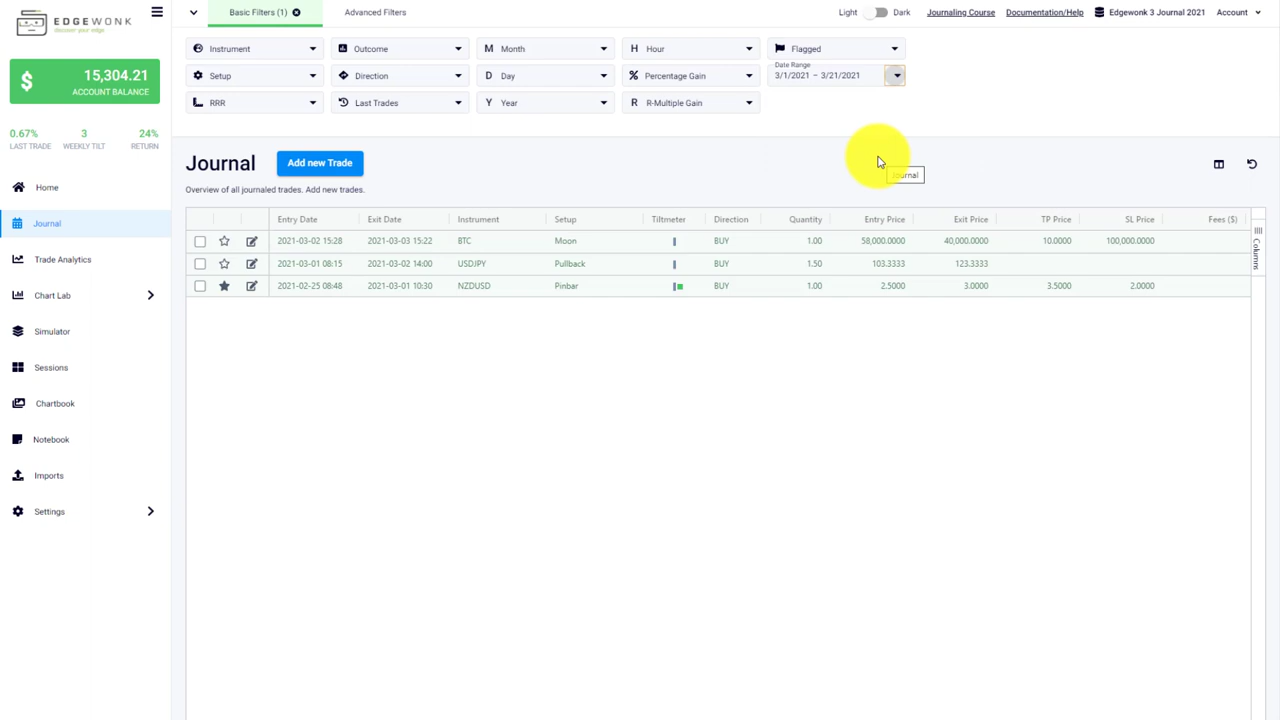 EDGEWONK
discover your edge
$ 15,304.21
ACCOUNT BALANCE
0.67% 3 24%
LAST TRADE WEEKLY TILT RETURN
Home
Journal
Trade Analytics
Chart Lab
Simulator
Sessions
Chartbook
Notebook
Imports
Settings
Basic Filters (1) Advanced Filters Light Dark Journaling Course Documentation/Help Edgewonk 3 Journal 2021 Account
Instrument Outcome M Month H Hour Flagged
Date Range
Setup Direction D Day % Percentage Gain 3/1/2021 – 3/21/2021
RRR Last Trades Y Year R R-Multiple Gain
Journal Add new Trade
Journal
Overview of all journaled trades. Add new trades.
Entry Date Exit Date Instrument Setup Tiltmeter Direction Quantity Entry Price Exit Price TP Price SL Price Fees ($)
2021-03-02 15:28 2021-03-03 15:22 BTC Moon BUY 1.00 58,000.0000 40,000.0000 10.0000 100,000.0000
2021-03-01 08:15 2021-03-02 14:00 USDJPY Pullback BUY 1.50 103.3333 123.3333
2021-02-25 08:48 2021-03-01 10:30 NZDUSD Pinbar BUY 1.00 2.5000 3.0000 3.5000 2.0000
Columns